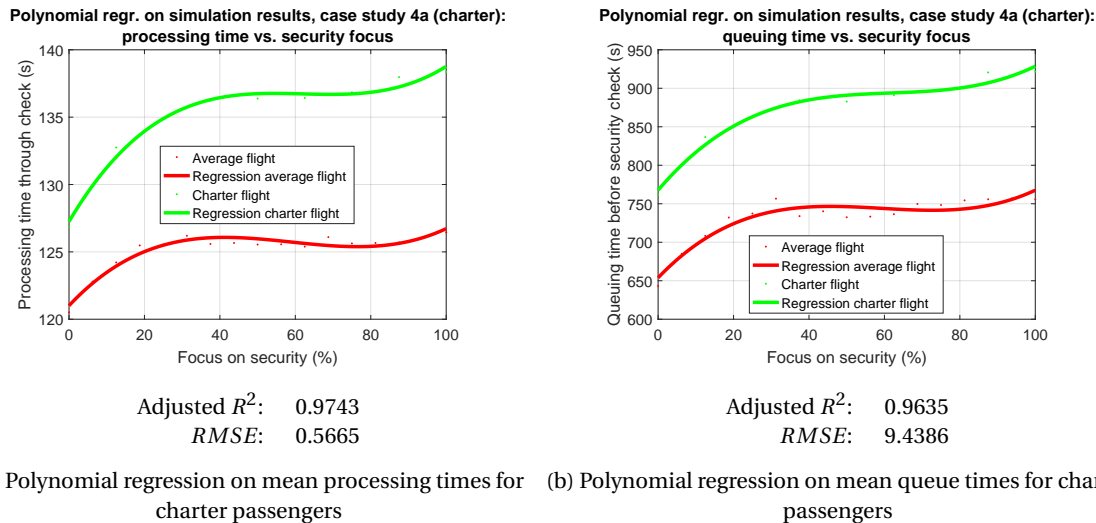 Polynomial regr. on simulation results, case study 4a (charter):
processing time vs. security focus
140
135
130
125
120
Processing time through check (s)
Average flight
Regression average flight
Charter flight
Regression charter flight
0 20 40 60 80 100
Focus on security (%)
Adjusted R²: 0.9743
RMSE: 0.5665
Polynomial regression on mean processing times for
charter passengers
Polynomial regr. on simulation results, case study 4a (charter):
queuing time vs. security focus
950
900
850
800
750
700
650
600
Queuing time before security check (s)
Average flight
Regression average flight
Charter flight
Regression charter flight
0 20 40 60 80 100
Focus on security (%)
Adjusted R²: 0.9635
RMSE: 9.4386
(b) Polynomial regression on mean queue times for char
passengers